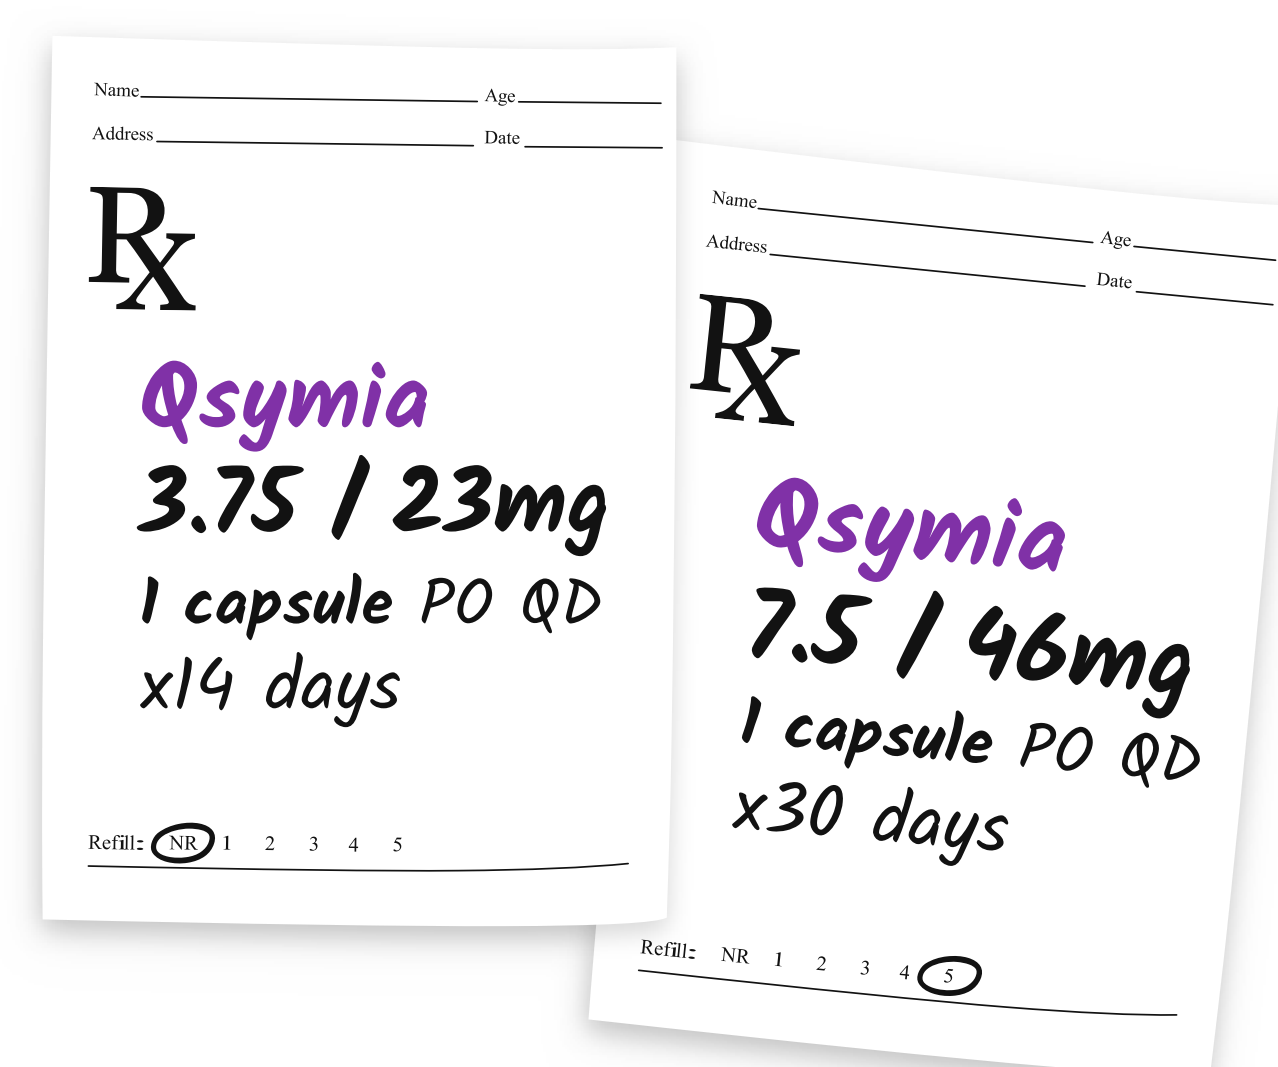 Name Age
Address Date
Rx
Qsymia
3.75 / 23mg
1 capsule PO QD
x14 days
Refill: NR 1 2 3 4 5
Name Age
Address Date
Rx
Qsymia
7.5 / 46mg
1 capsule PO QD
x30 days
Refill: NR 1 2 3 4 5